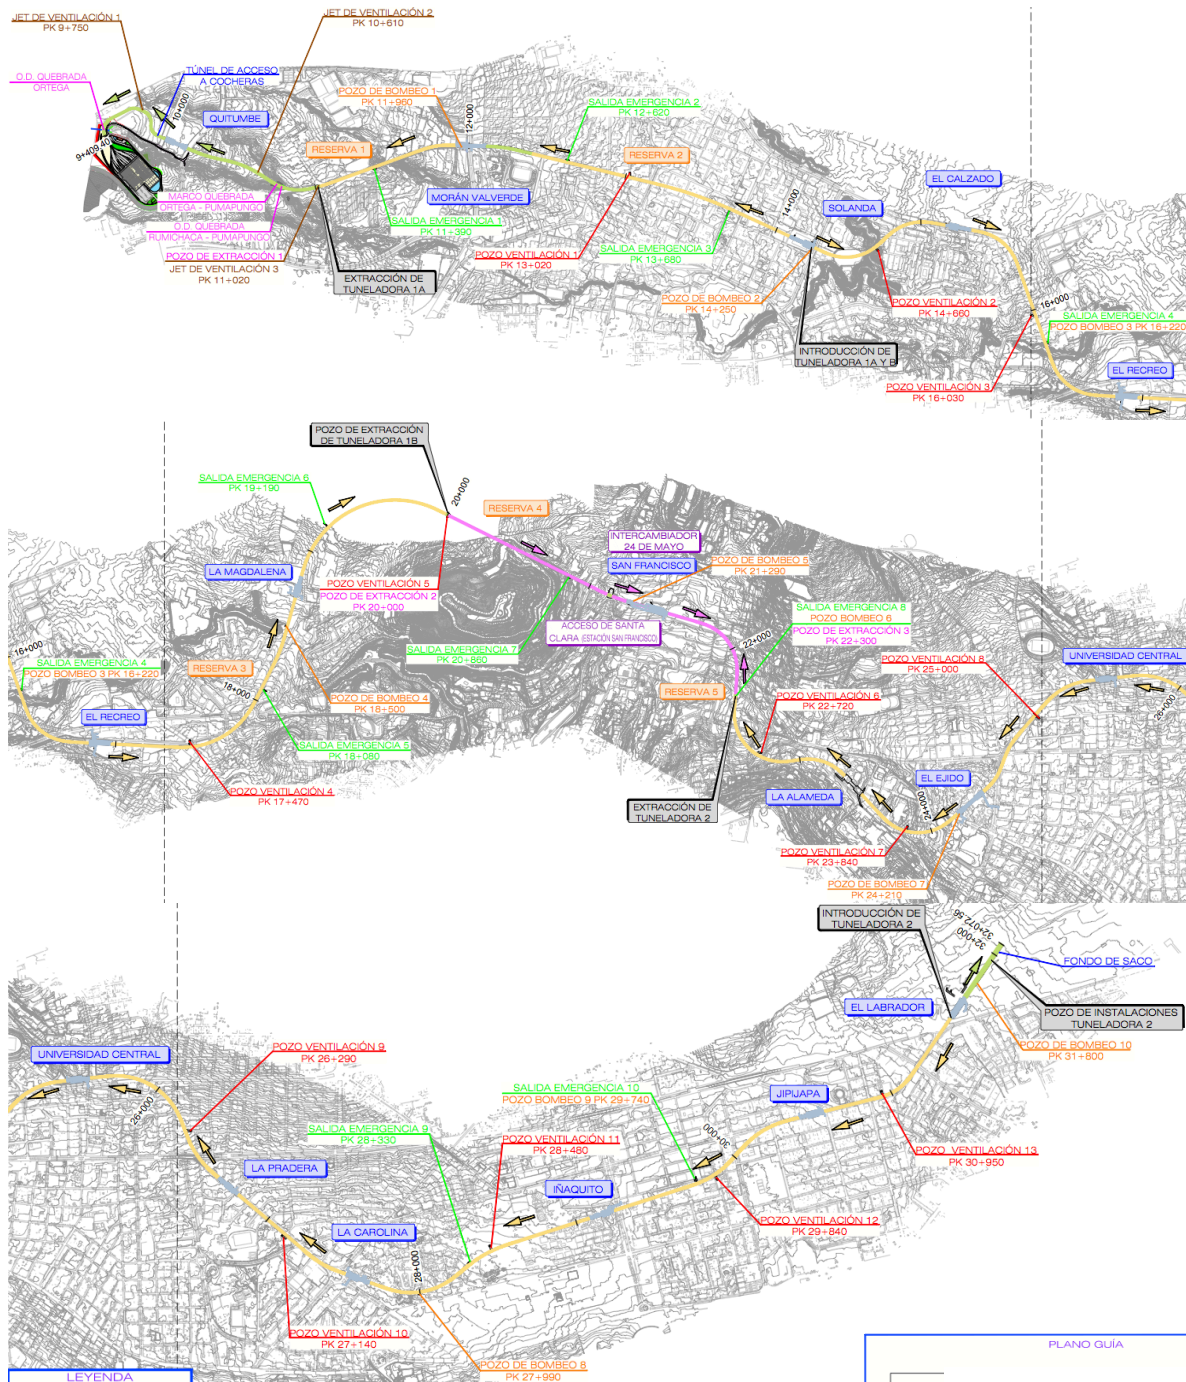 JET DE VENTILACIÓN 1
PK 9+750
JET DE VENTILACIÓN 2
PK 10+610
O.D. QUEBRADA
ORTEGA
TÚNEL DE ACCESO
A COCHERAS
10+000
QUITUMBE
9+409.40
POZO DE BOMBEO 1
PK 11+960
12+000
SALIDA EMERGENCIA 2
PK 12+620
RESERVA 1
RESERVA 2
MORÁN VALVERDE
EL CALZADO
SOLANDA
14+000
MARCO QUEBRADA
ORTEGA - PUMAPUNGO
O.D. QUEBRADA
RUMICHACA - PUMAPUNGO
POZO DE EXTRACCIÓN 1
JET DE VENTILACIÓN 3
PK 11+020
SALIDA EMERGENCIA 1
PK 11+390
EXTRACCIÓN DE
TUNELADORA 1A
POZO VENTILACIÓN 1
PK 13+020
SALIDA EMERGENCIA 3
PK 13+680
POZO DE BOMBEO 2
PK 14+250
POZO VENTILACIÓN 2
PK 14+660
INTRODUCCIÓN DE
TUNELADORA 1A Y B
16+000
SALIDA EMERGENCIA 4
POZO BOMBEO 3 PK 16+220
POZO VENTILACIÓN 3
PK 16+030
EL RECREO
POZO DE EXTRACCIÓN
DE TUNELADORA 1B
SALIDA EMERGENCIA 6
PK 19+190
20+000
RESERVA 4
INTERCAMBIADOR
24 DE MAYO
SAN FRANCISCO
POZO DE BOMBEO 5
PK 21+290
LA MAGDALENA
POZO VENTILACIÓN 5
POZO DE EXTRACCIÓN 2
PK 20+000
ACCESO DE SANTA
CLARA (ESTACIÓN SAN FRANCISCO)
SALIDA EMERGENCIA 7
PK 20+860
SALIDA EMERGENCIA 8
POZO BOMBEO 6
POZO DE EXTRACCIÓN 3
PK 22+300
22+000
16+000
SALIDA EMERGENCIA 4
POZO BOMBEO 3 PK 16+220
RESERVA 3
18+000
POZO DE BOMBEO 4
PK 18+500
EL RECREO
SALIDA EMERGENCIA 5
PK 18+080
POZO VENTILACIÓN 4
PK 17+470
RESERVA 5
POZO VENTILACIÓN 6
PK 22+720
POZO VENTILACIÓN 8
PK 25+000
UNIVERSIDAD CENTRAL
26+000
EL EJIDO
LA ALAMEDA
24+000
EXTRACCIÓN DE
TUNELADORA 2
POZO VENTILACIÓN 7
PK 23+840
POZO DE BOMBEO 7
PK 24+210
INTRODUCCIÓN DE
TUNELADORA 2
32+000
32+072.56
FONDO DE SACO
EL LABRADOR
POZO DE INSTALACIONES
TUNELADORA 2
POZO DE BOMBEO 10
PK 31+800
UNIVERSIDAD CENTRAL
POZO VENTILACIÓN 9
PK 26+290
26+000
SALIDA EMERGENCIA 10
POZO BOMBEO 9 PK 29+740
JIPIJAPA
30+000
SALIDA EMERGENCIA 9
PK 28+330
POZO VENTILACIÓN 11
PK 28+480
POZO VENTILACIÓN 13
PK 30+950
LA PRADERA
IÑAQUITO
LA CAROLINA
POZO VENTILACIÓN 12
PK 29+840
28+000
POZO VENTILACIÓN 10
PK 27+140
POZO DE BOMBEO 8
PK 27+990
LEYENDA
PLANO GUÍA